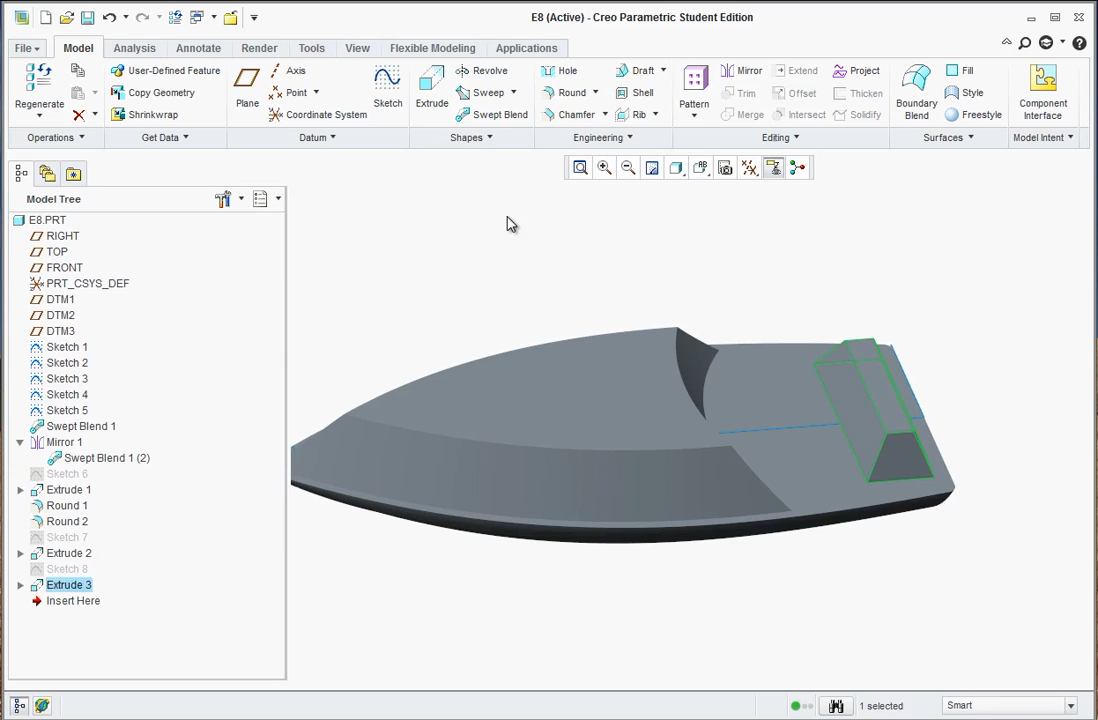 E8 (Active) - Creo Parametric Student Edition
File Model Analysis Annotate Render Tools View Flexible Modeling Applications
Regenerate
User-Defined Feature
Copy Geometry
Shrinkwrap
Plane
Axis
Point
Coordinate System
Sketch
Extrude
Revolve
Sweep
Swept Blend
Hole
Round
Chamfer
Draft
Shell
Rib
Pattern
Mirror
Trim
Merge
Extend
Offset
Intersect
Project
Thicken
Solidify
Boundary
Blend
Fill
Style
Freestyle
Component
Interface
Operations Get Data Datum Shapes Engineering Editing Surfaces Model Intent
Model Tree
E8.PRT
RIGHT
TOP
FRONT
PRT_CSYS_DEF
DTM1
DTM2
DTM3
Sketch 1
Sketch 2
Sketch 3
Sketch 4
Sketch 5
Swept Blend 1
Mirror 1
Swept Blend 1 (2)
Sketch 6
Extrude 1
Round 1
Round 2
Sketch 7
Extrude 2
Sketch 8
Extrude 3
Insert Here
1 selected
Smart